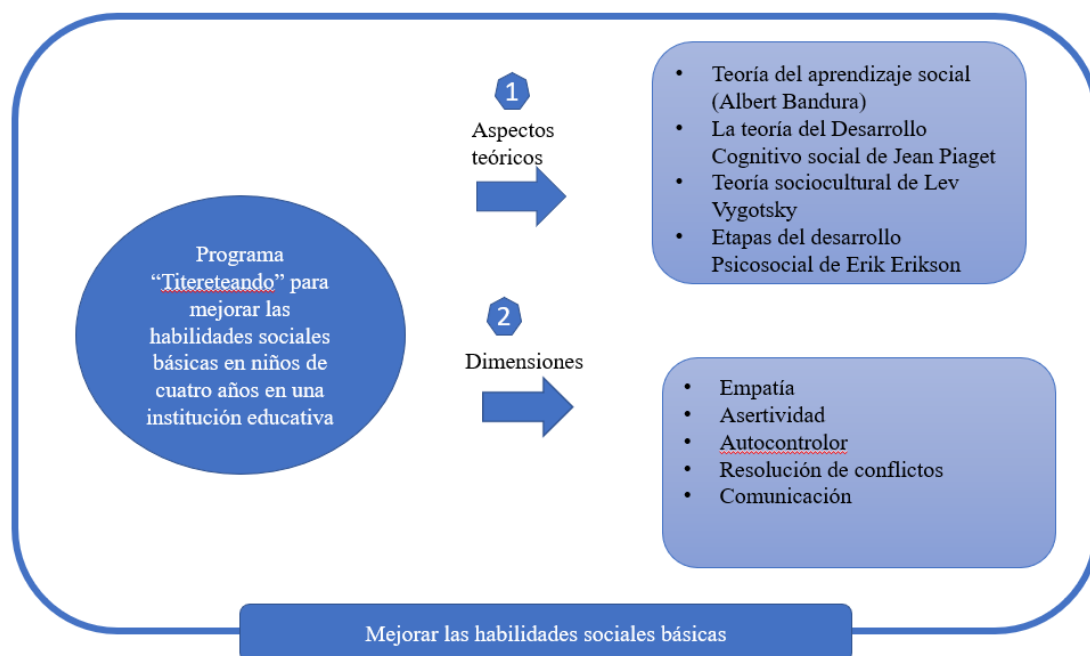 Programa
“Titereteando” para
mejorar las
habilidades sociales
básicas en niños de
cuatro años en una
institución educativa
1
Aspectos
teóricos
• Teoría del aprendizaje social
(Albert Bandura)
• La teoría del Desarrollo
Cognitivo social de Jean Piaget
• Teoría sociocultural de Lev
Vygotsky
• Etapas del desarrollo
Psicosocial de Erik Erikson
2
Dimensiones
• Empatía
• Asertividad
• Autocontrolor
• Resolución de conflictos
• Comunicación
Mejorar las habilidades sociales básicas